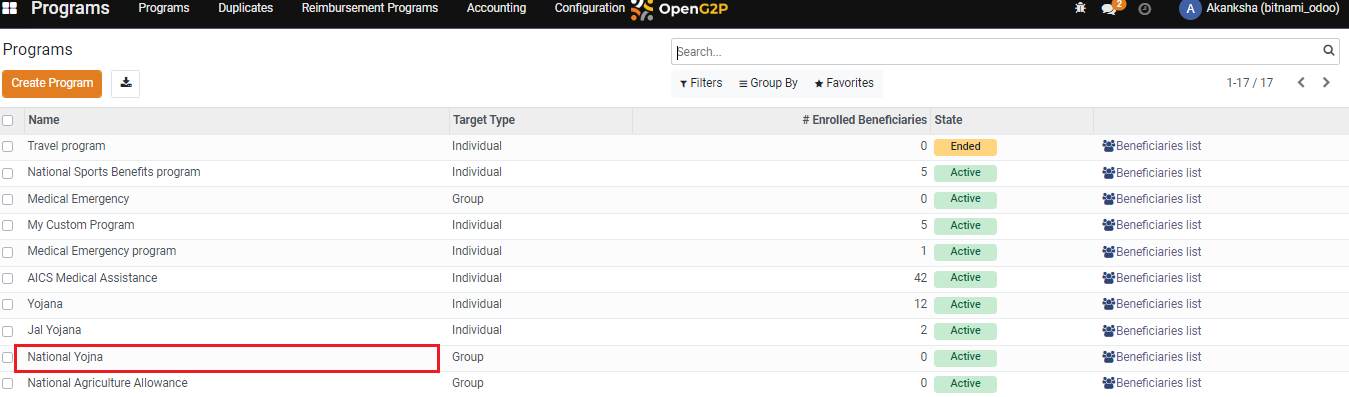 Programs Programs Duplicates Reimbursement Programs Accounting Configuration OpenG2P 2 A Akanksha (bitnami_odoo)
Programs Search...
Create Program Filters Group By Favorites 1-17 / 17
Name Target Type # Enrolled Beneficiaries State
Travel program Individual 0 Ended Beneficiaries list
National Sports Benefits program Individual 5 Active Beneficiaries list
Medical Emergency Group 0 Active Beneficiaries list
My Custom Program Individual 5 Active Beneficiaries list
Medical Emergency program Individual 1 Active Beneficiaries list
AICS Medical Assistance Individual 42 Active Beneficiaries list
Yojana Individual 12 Active Beneficiaries list
Jal Yojana Individual 2 Active Beneficiaries list
National Yojna Group 0 Active Beneficiaries list
National Agriculture Allowance Group 0 Active Beneficiaries list